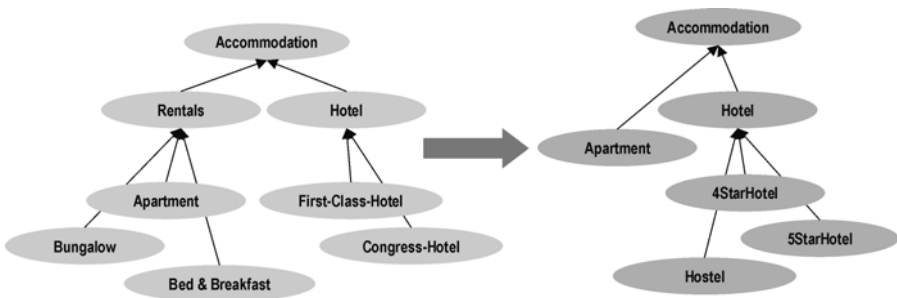 Accommodation
Rentals
Hotel
Apartment
First-Class-Hotel
Bungalow
Congress-Hotel
Bed & Breakfast
Accommodation
Hotel
Apartment
4StarHotel
5StarHotel
Hostel